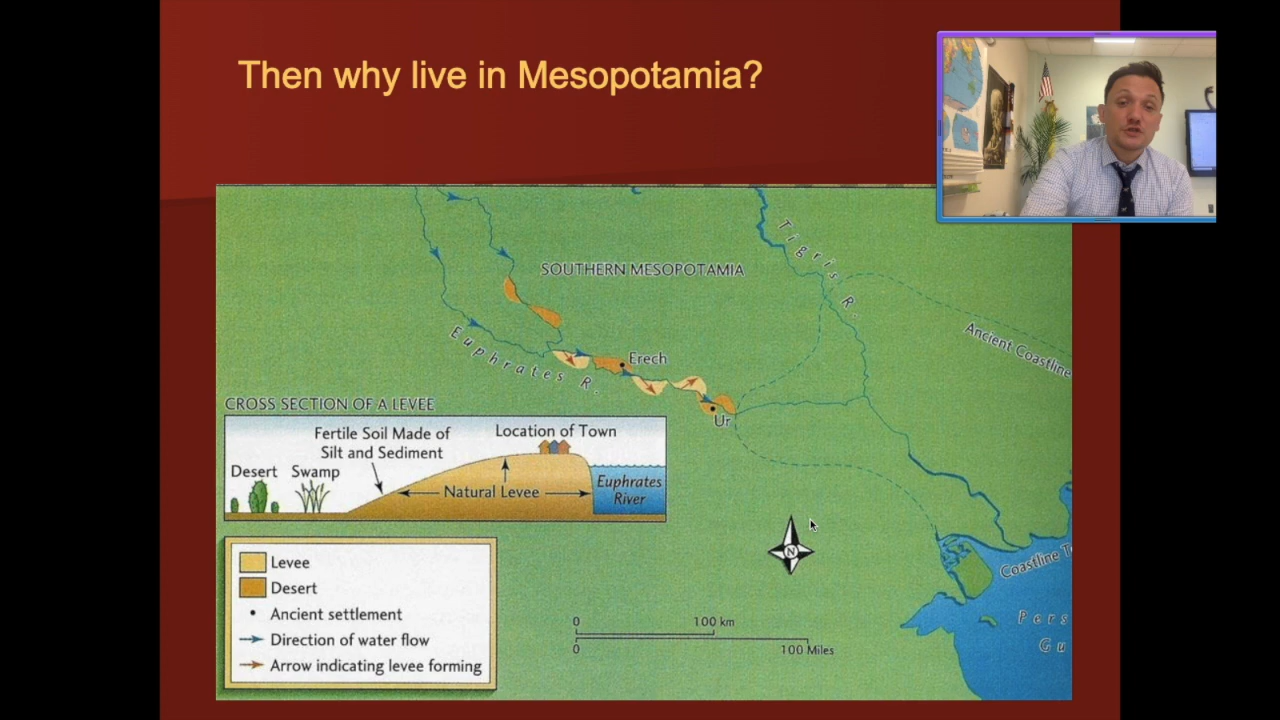 Then why live in Mesopotamia?
Tigris R.
SOUTHERN MESOPOTAMIA
Ancient Coastline
Euphrates R.
Erech
Ur
CROSS SECTION OF A LEVEE
Fertile Soil Made of
Silt and Sediment
Location of Town
Desert
Swamp
Natural Levee
Euphrates
River
N
Coastline T
Pers
Gu
Levee
Desert
Ancient settlement
Direction of water flow
Arrow indicating levee forming
0 100 km
0 100 Miles